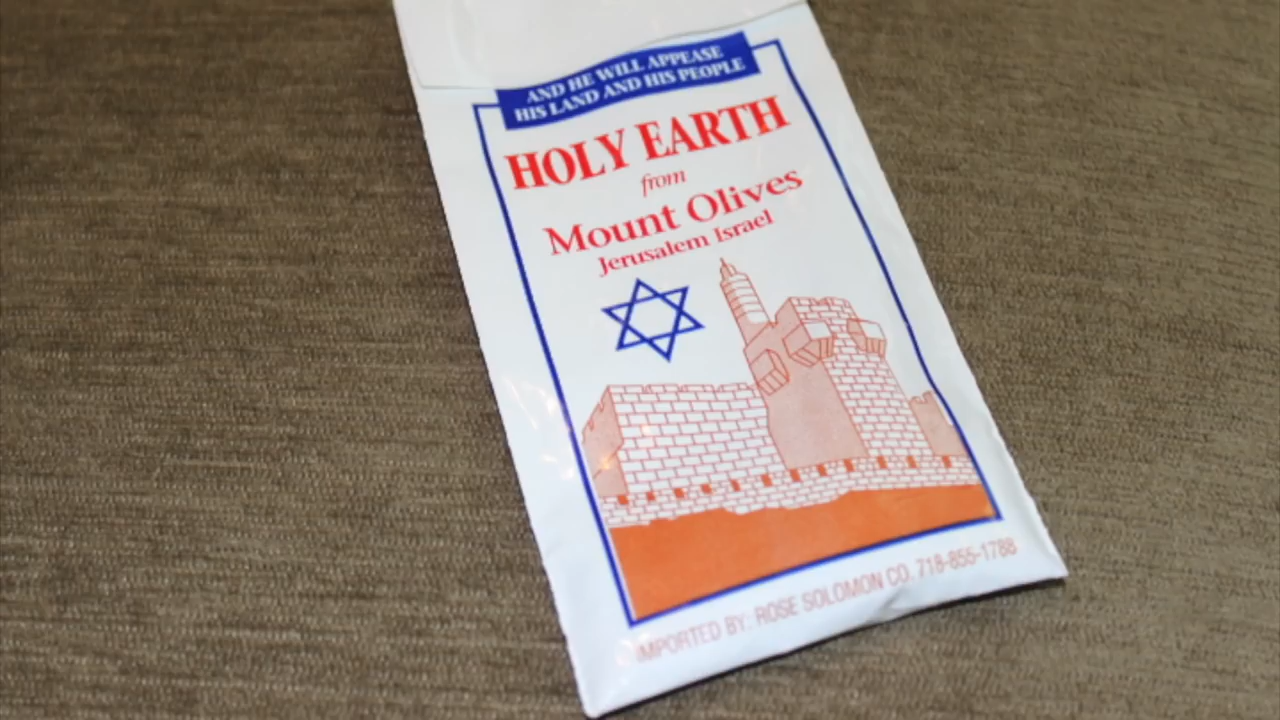 AND HE WILL APPEASE
HIS LAND AND HIS PEOPLE
HOLY EARTH
from
Mount Olives
Jerusalem Israel
IMPORTED BY: ROSE SOLOMON CO. 718-855-1788